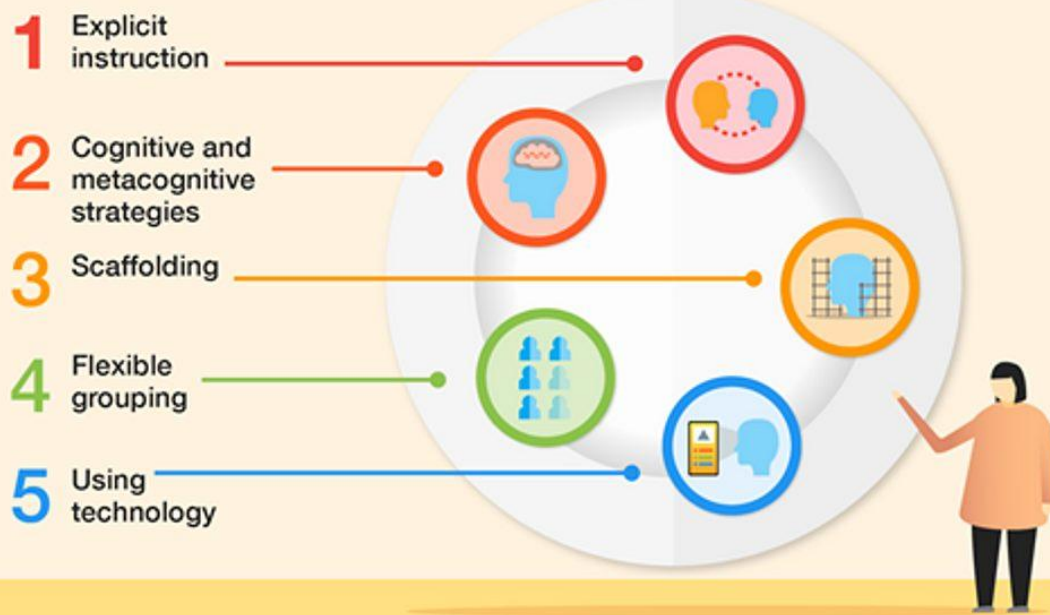 1 Explicit
instruction
2 Cognitive and
metacognitive
strategies
3 Scaffolding
4 Flexible
grouping
5 Using
technology